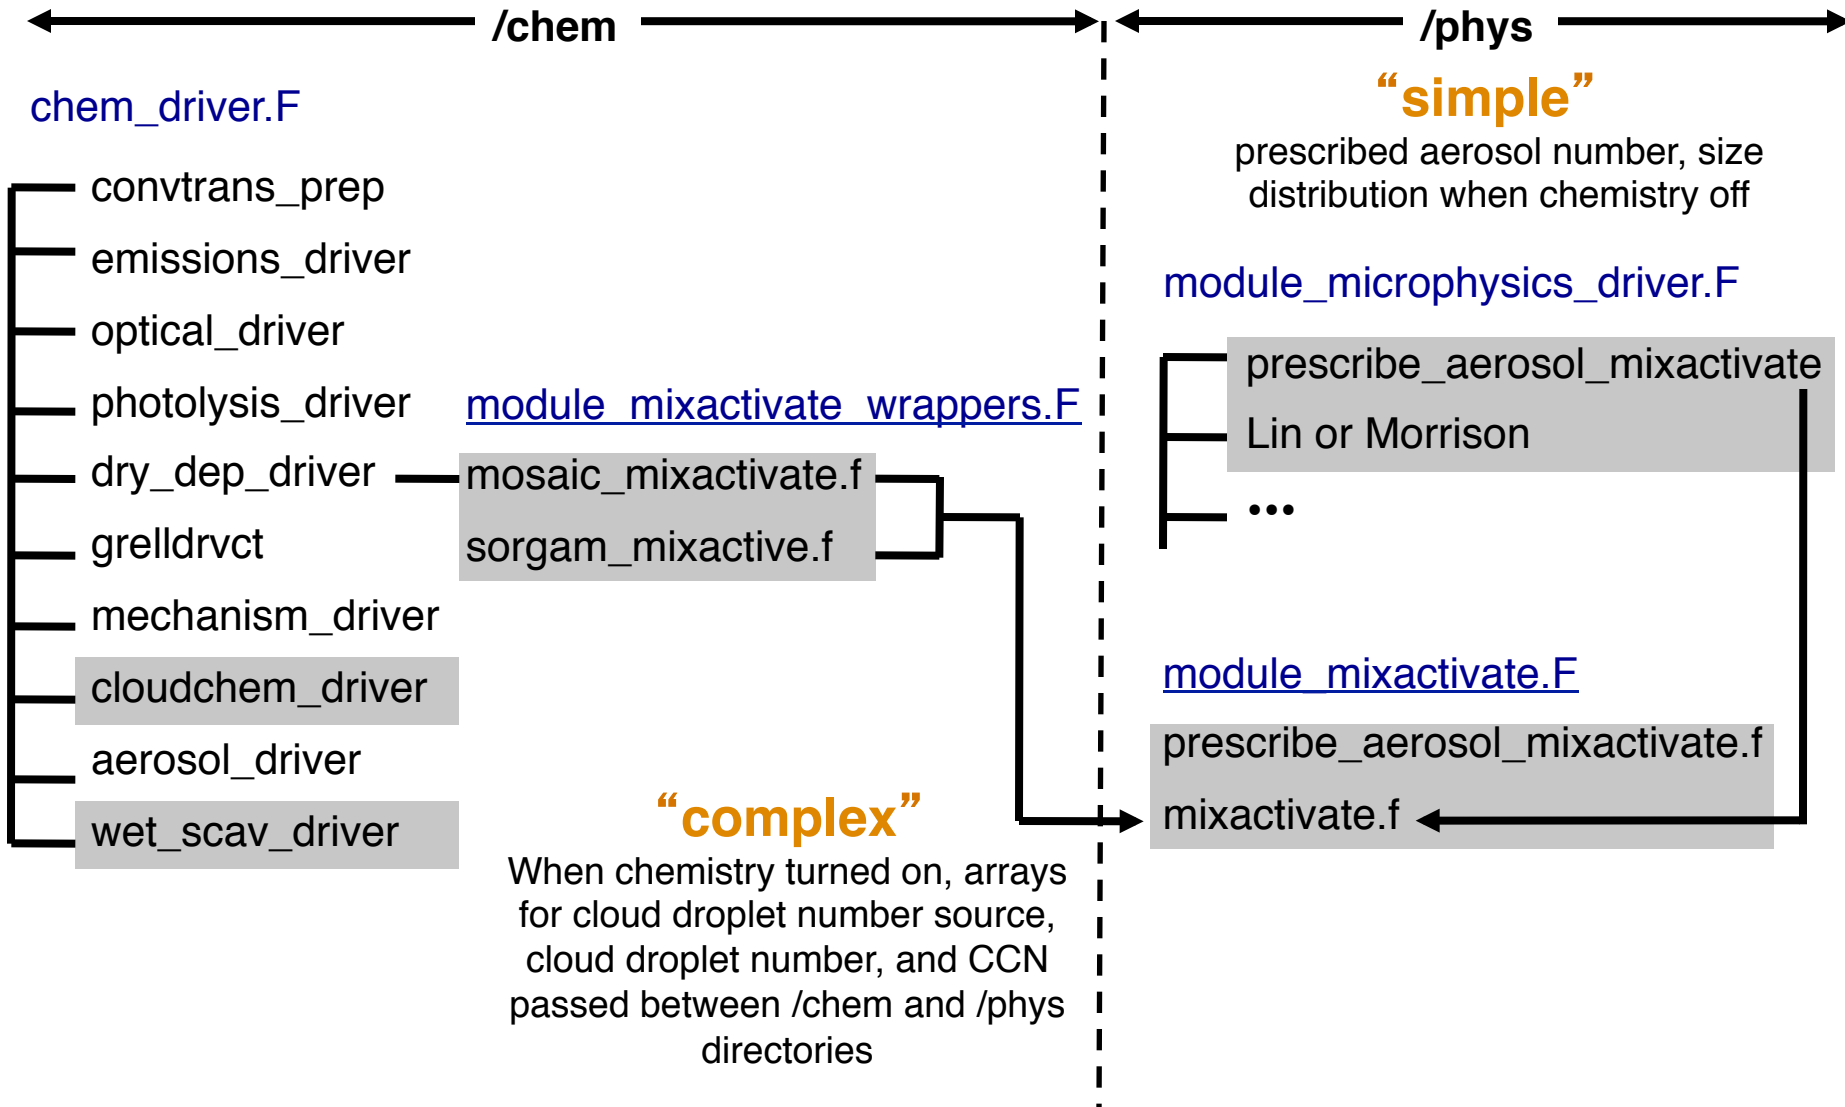 /chem
/phys
chem_driver.F
convtrans_prep
emissions_driver
optical_driver
photolysis_driver
dry_dep_driver
grelldrvct
mechanism_driver
cloudchem_driver
aerosol_driver
wet_scav_driver
module_mixactivate_wrappers.F
mosaic_mixactivate.f
sorgam_mixactive.f
“complex”
When chemistry turned on, arrays
for cloud droplet number source,
cloud droplet number, and CCN
passed between /chem and /phys
directories
“simple”
prescribed aerosol number, size
distribution when chemistry off
module_microphysics_driver.F
prescribe_aerosol_mixactivate
Lin or Morrison
...
module_mixactivate.F
prescribe_aerosol_mixactivate.f
mixactivate.f